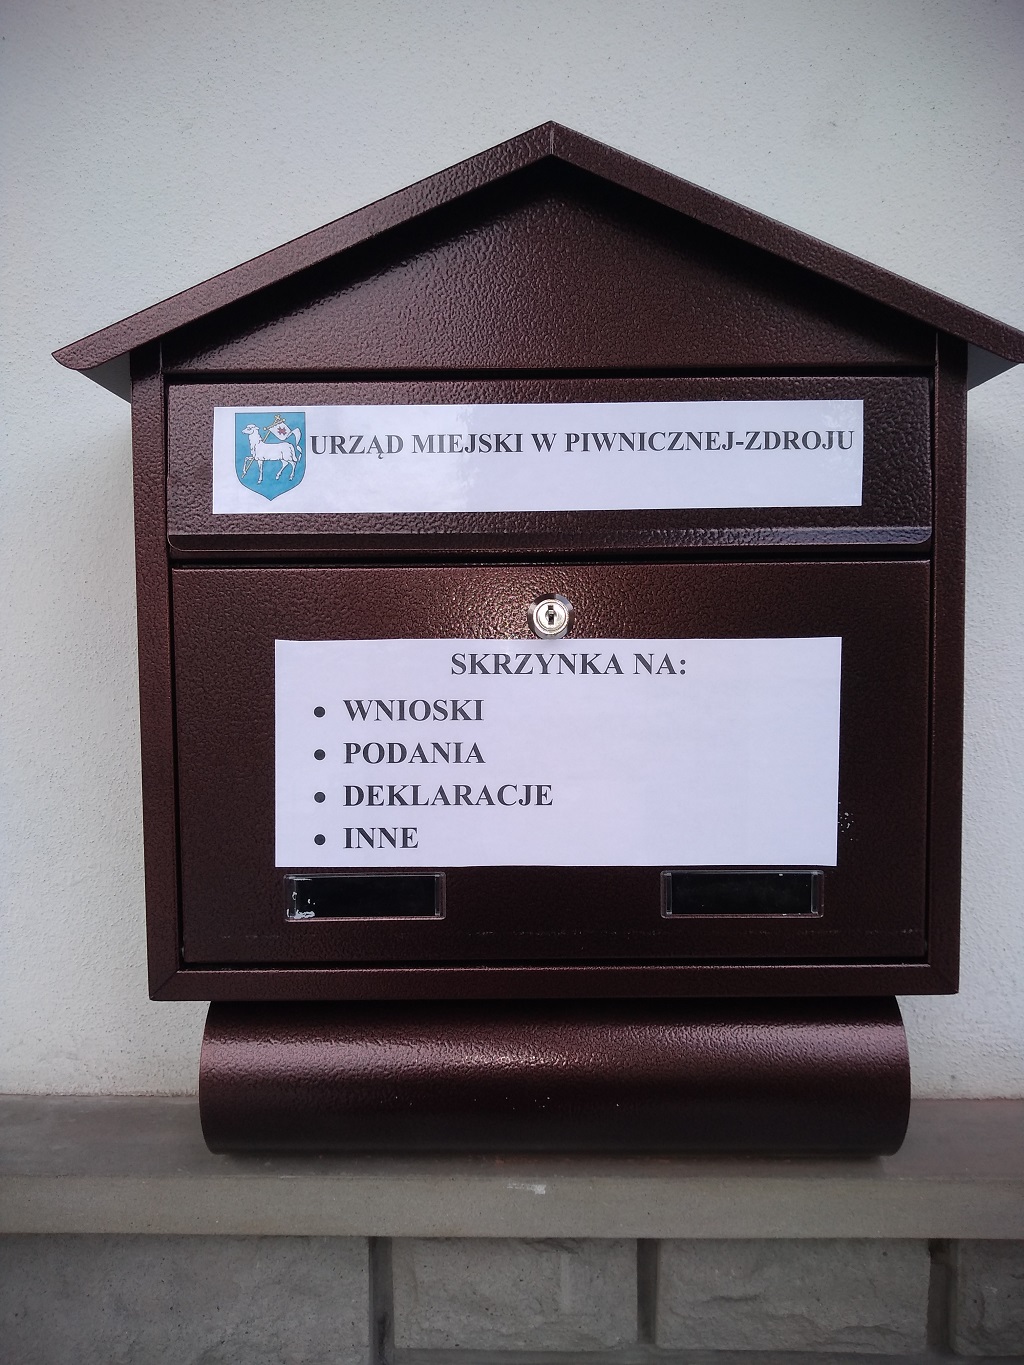 URZĄD MIEJSKI W PIWNICZNEJ-ZDROJU
SKRZYNKA NA:
• WNIOSKI
• PODANIA
• DEKLARACJE
• INNE